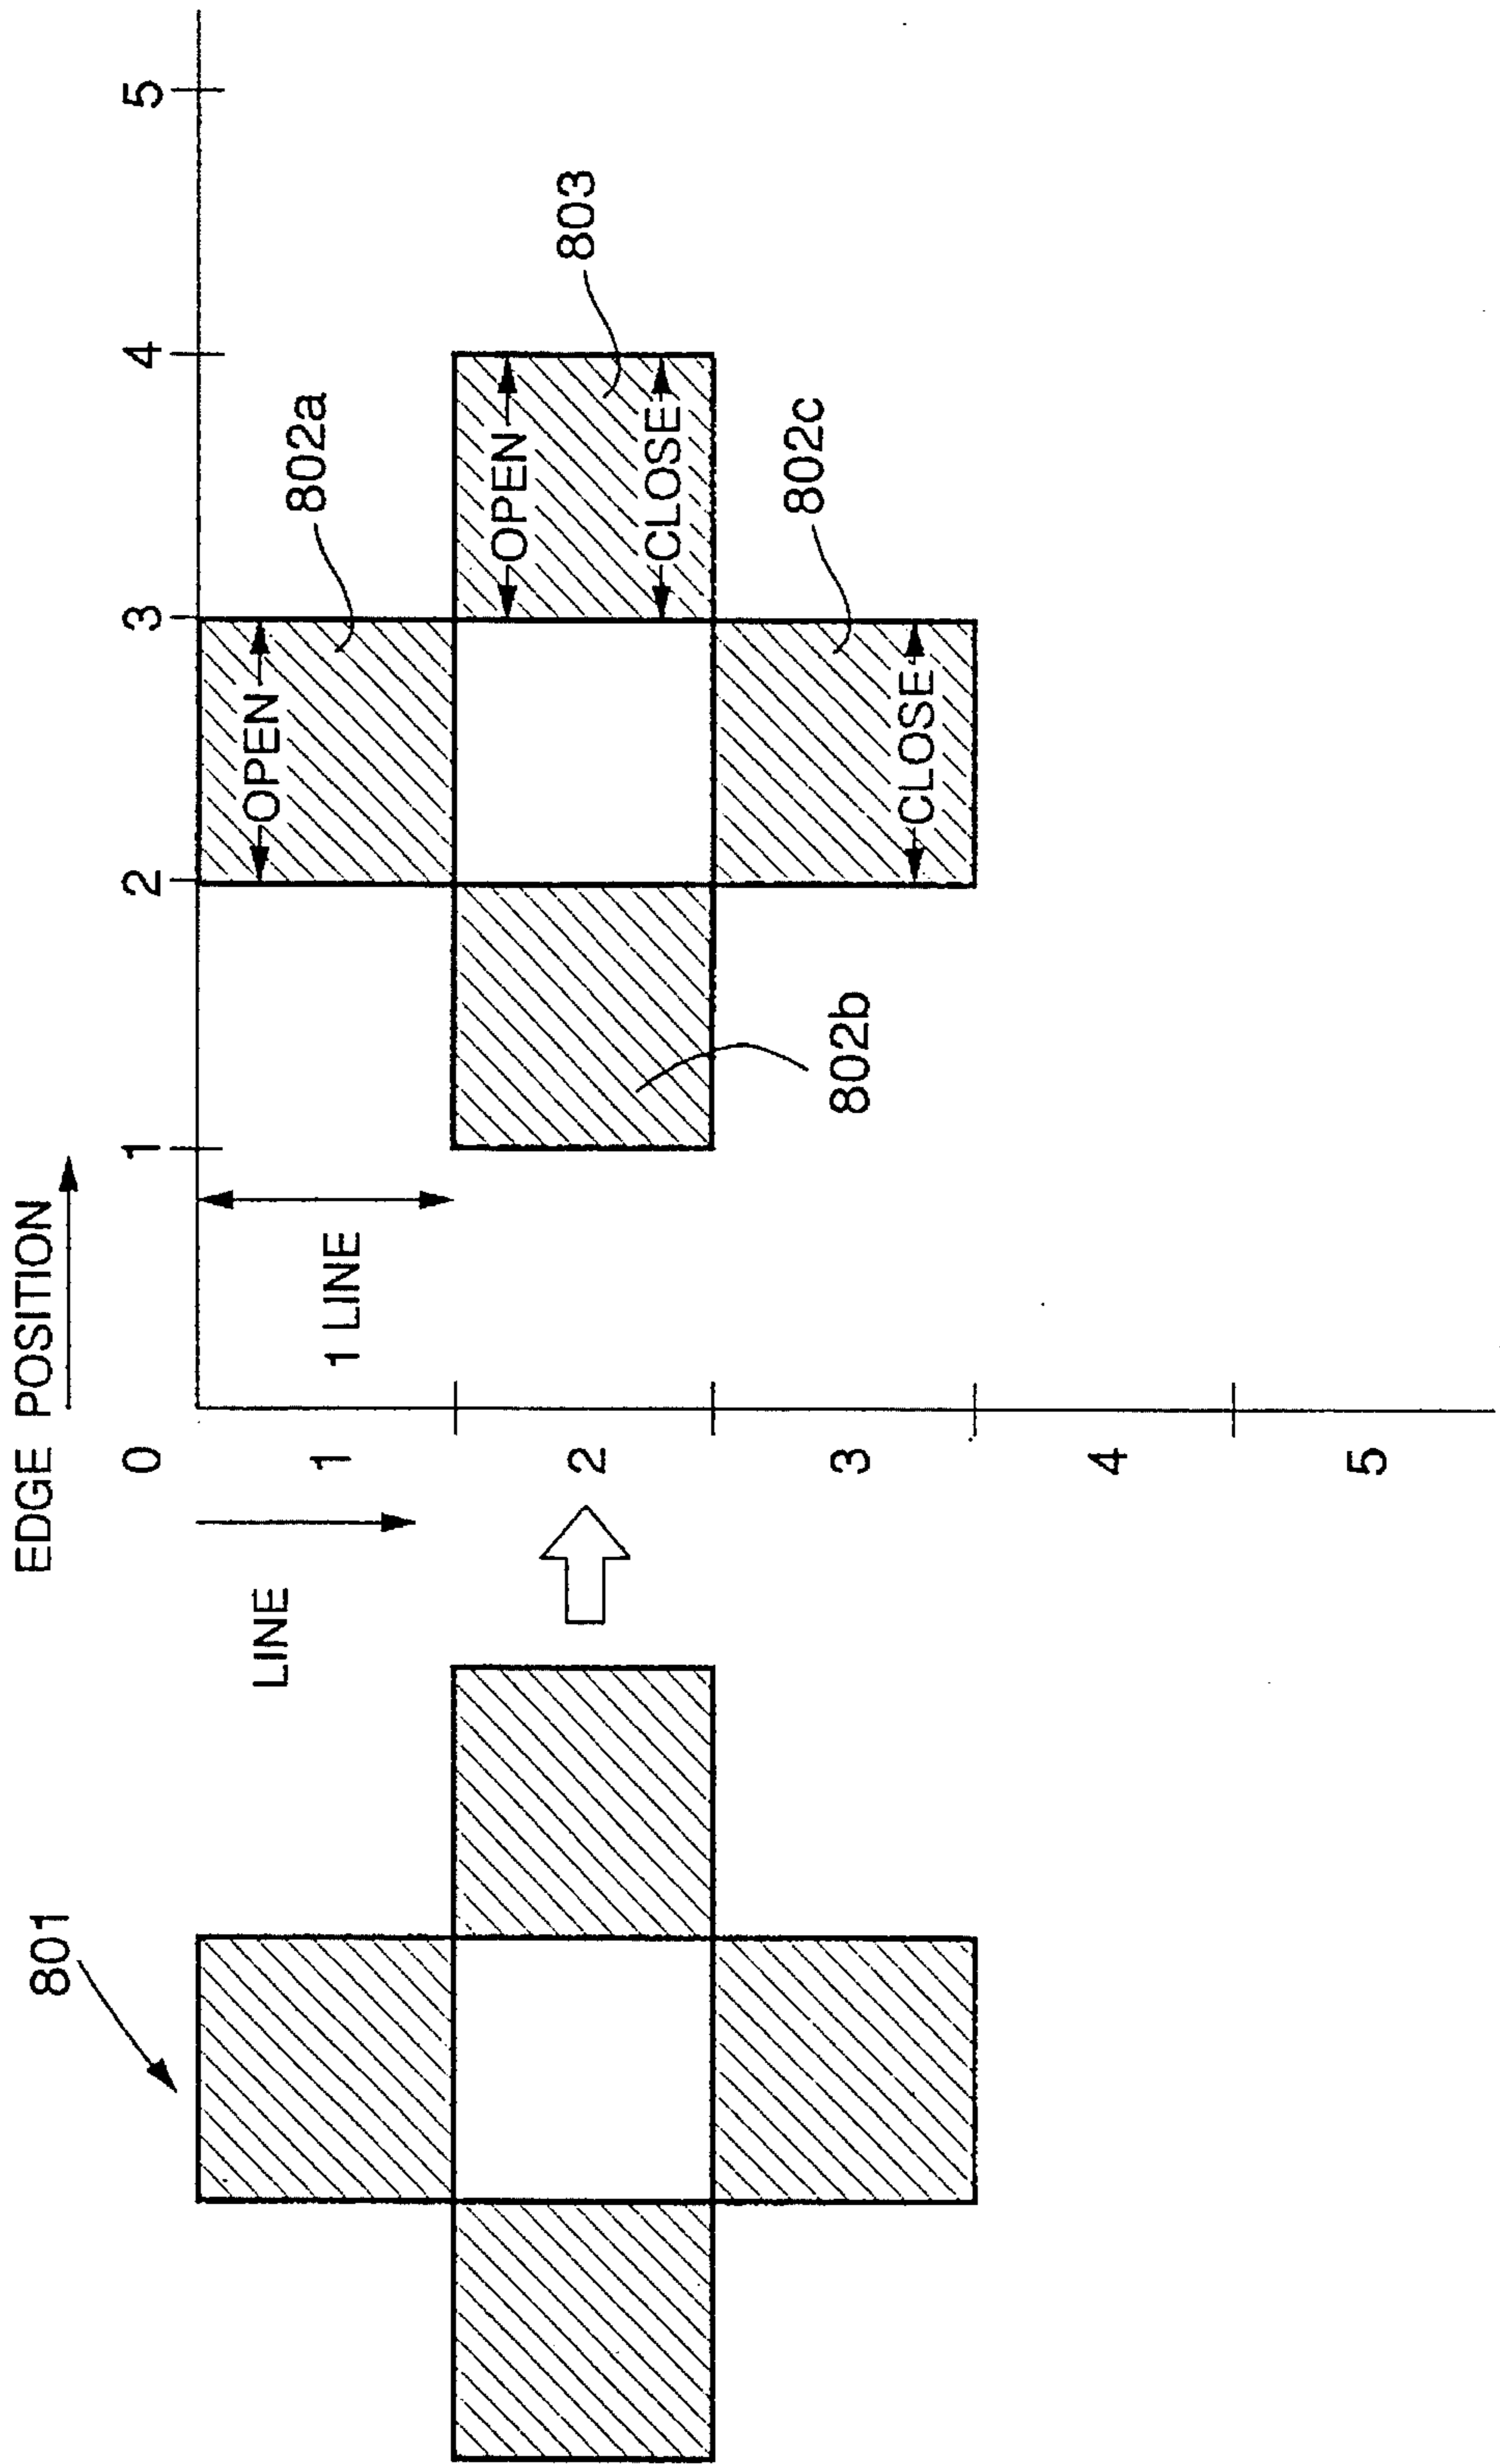 EDGE POSITION
0 1 2 3 4 5
LINE
1
2
3
4
5
1 LINE
801
802a
OPEN
803
OPEN
CLOSE
802b
802c
CLOSE